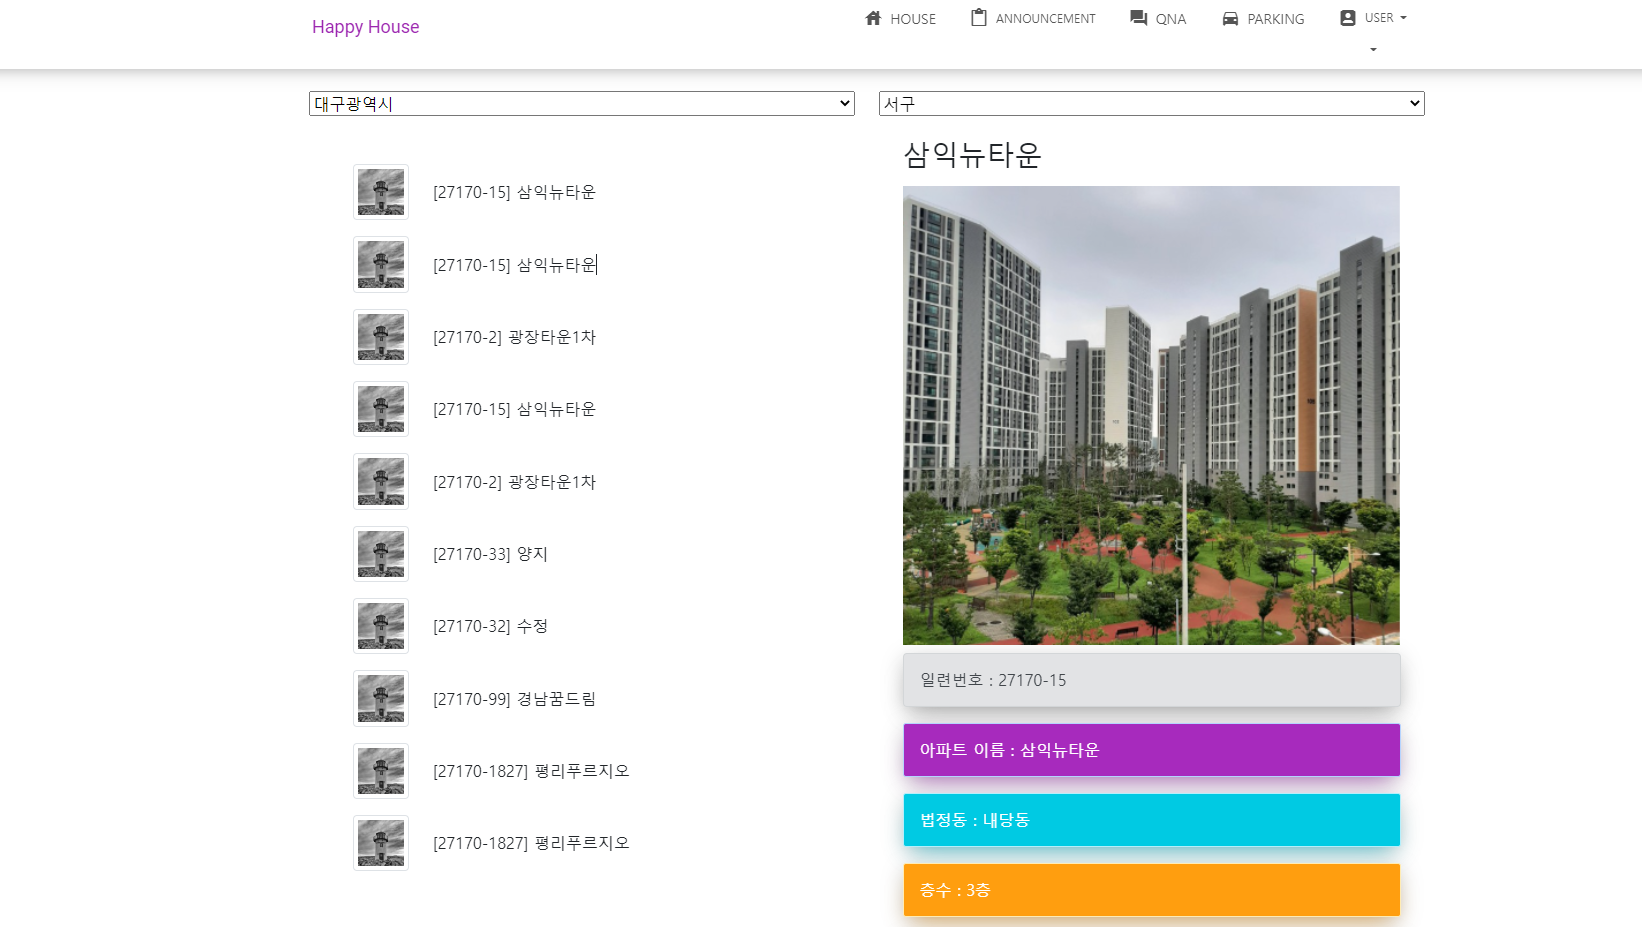 Happy House
HOUSE
ANNOUNCEMENT
QNA
PARKING
USER
대구광역시
서구
[27170-15] 삼익뉴타운
[27170-15] 삼익뉴타운
[27170-2] 광장타운1차
[27170-15] 삼익뉴타운
[27170-2] 광장타운1차
[27170-33] 양지
[27170-32] 수정
[27170-99] 경남꿈드림
[27170-1827] 평리푸르지오
[27170-1827] 평리푸르지오
삼익뉴타운
일련번호 : 27170-15
아파트 이름 : 삼익뉴타운
법정동 : 내당동
층수 : 3층